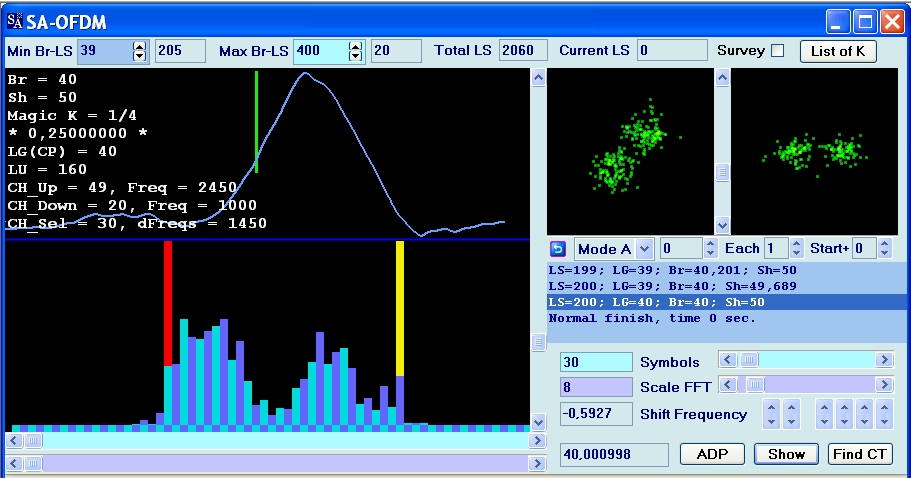 SA SA-OFDM
Min Br-LS 39 205 Max Br-LS 400 20 Total LS 2060 Current LS 0 Survey List of K
Br = 40
Sh = 50
Magic K = 1/4
* 0,25000000 *
LG(CP) = 40
LU = 160
CH_Up = 49, Freq = 2450
CH_Down = 20, Freq = 1000
CH_Sel = 30, dFreqs = 1450
Mode A 0 Each 1 Start+ 0
LS=199; LG=39; Br=40,201; Sh=50
LS=200; LG=39; Br=40; Sh=49,689
LS=200; LG=40; Br=40; Sh=50
Normal finish, time 0 sec.
30 Symbols
8 Scale FFT
-0,5927 Shift Frequency
40,000998 ADP Show Find CT